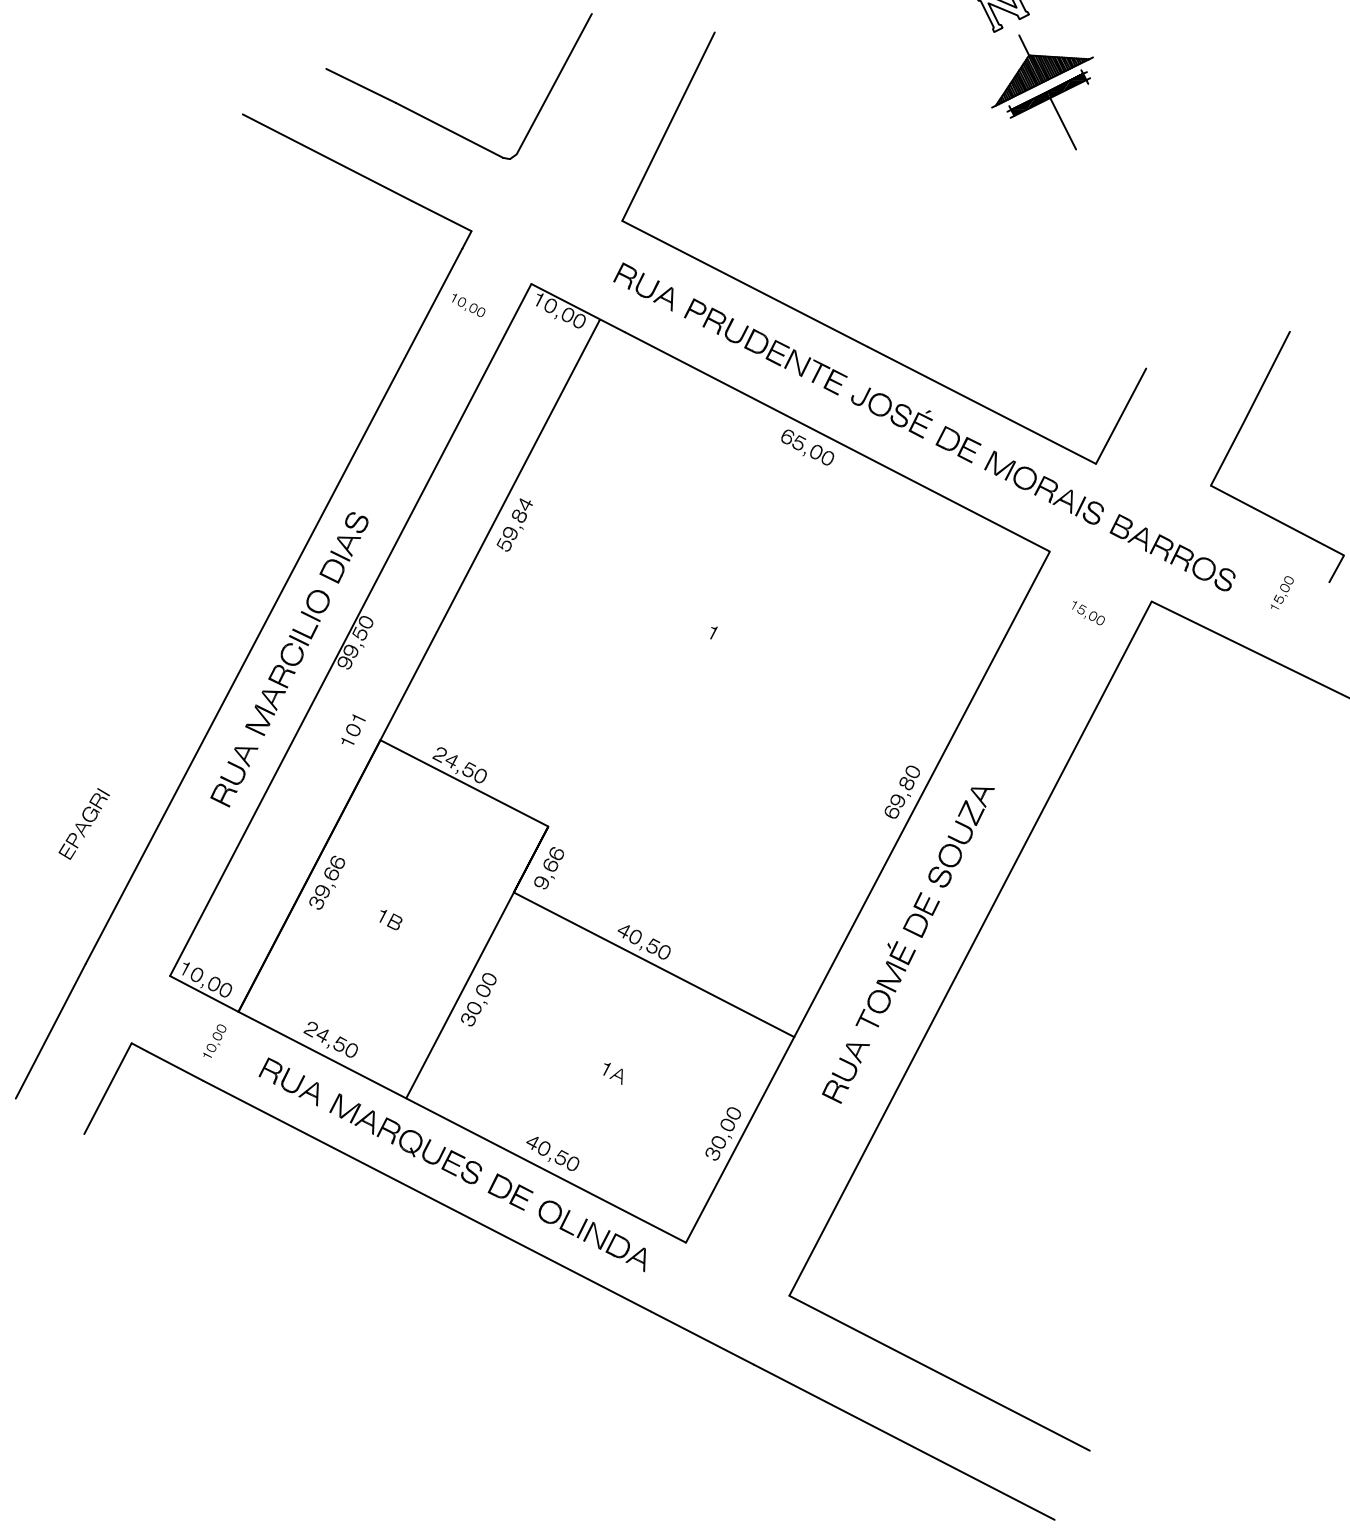 N
RUA PRUDENTE JOSÉ DE MORAIS BARROS
10,00
10,00
65,00
59,84
RUA MARCILIO DIAS
99,50
101
1
15,00
15,00
24,50
69,80
EPAGRI
9,66
39,66
1B
40,50
RUA TOMÉ DE SOUZA
10,00
30,00
24,50
10,00
1A
RUA MARQUES DE OLINDA
30,00
40,50